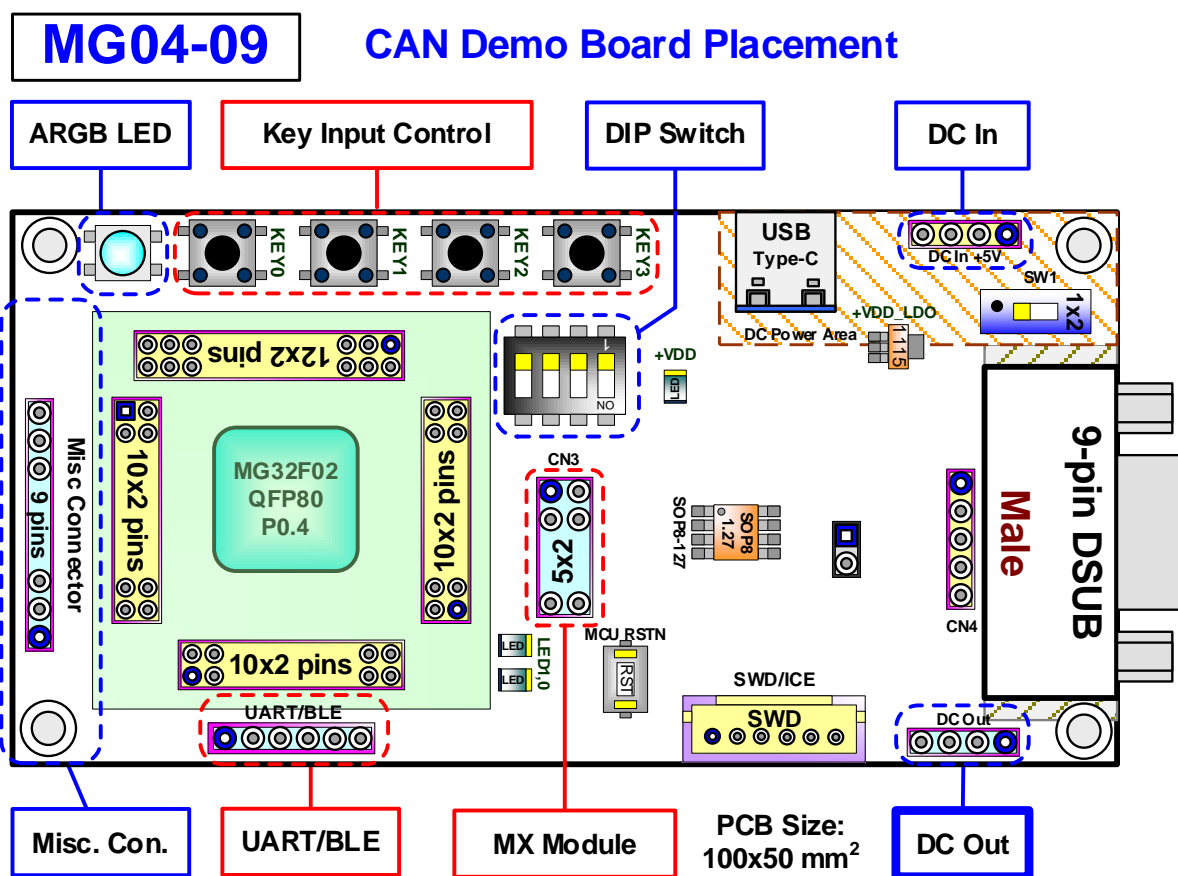 MG04-09
CAN Demo Board Placement
ARGB LED
Key Input Control
DIP Switch
DC In
KEY0
KEY1
KEY2
KEY3
USB
Type-C
DC In +5V
SW1
1x2
+VDD_LDO
1115
DC Power Area
12x2 pins
1
ON
+VDD
LED
9 pins
Misc Connector
10x2 pins
MG32F02
QFP80
P0.4
10x2 pins
CN3
5x2
SOP8-127
SOP8
1.27
CN4
Male
9-pin DSUB
10x2 pins
LED
LED
LED1,0
MCU RSTN
RST
SWD/ICE
SWD
UART/BLE
DC Out
Misc. Con.
UART/BLE
MX Module
PCB Size:
100x50 mm²
DC Out